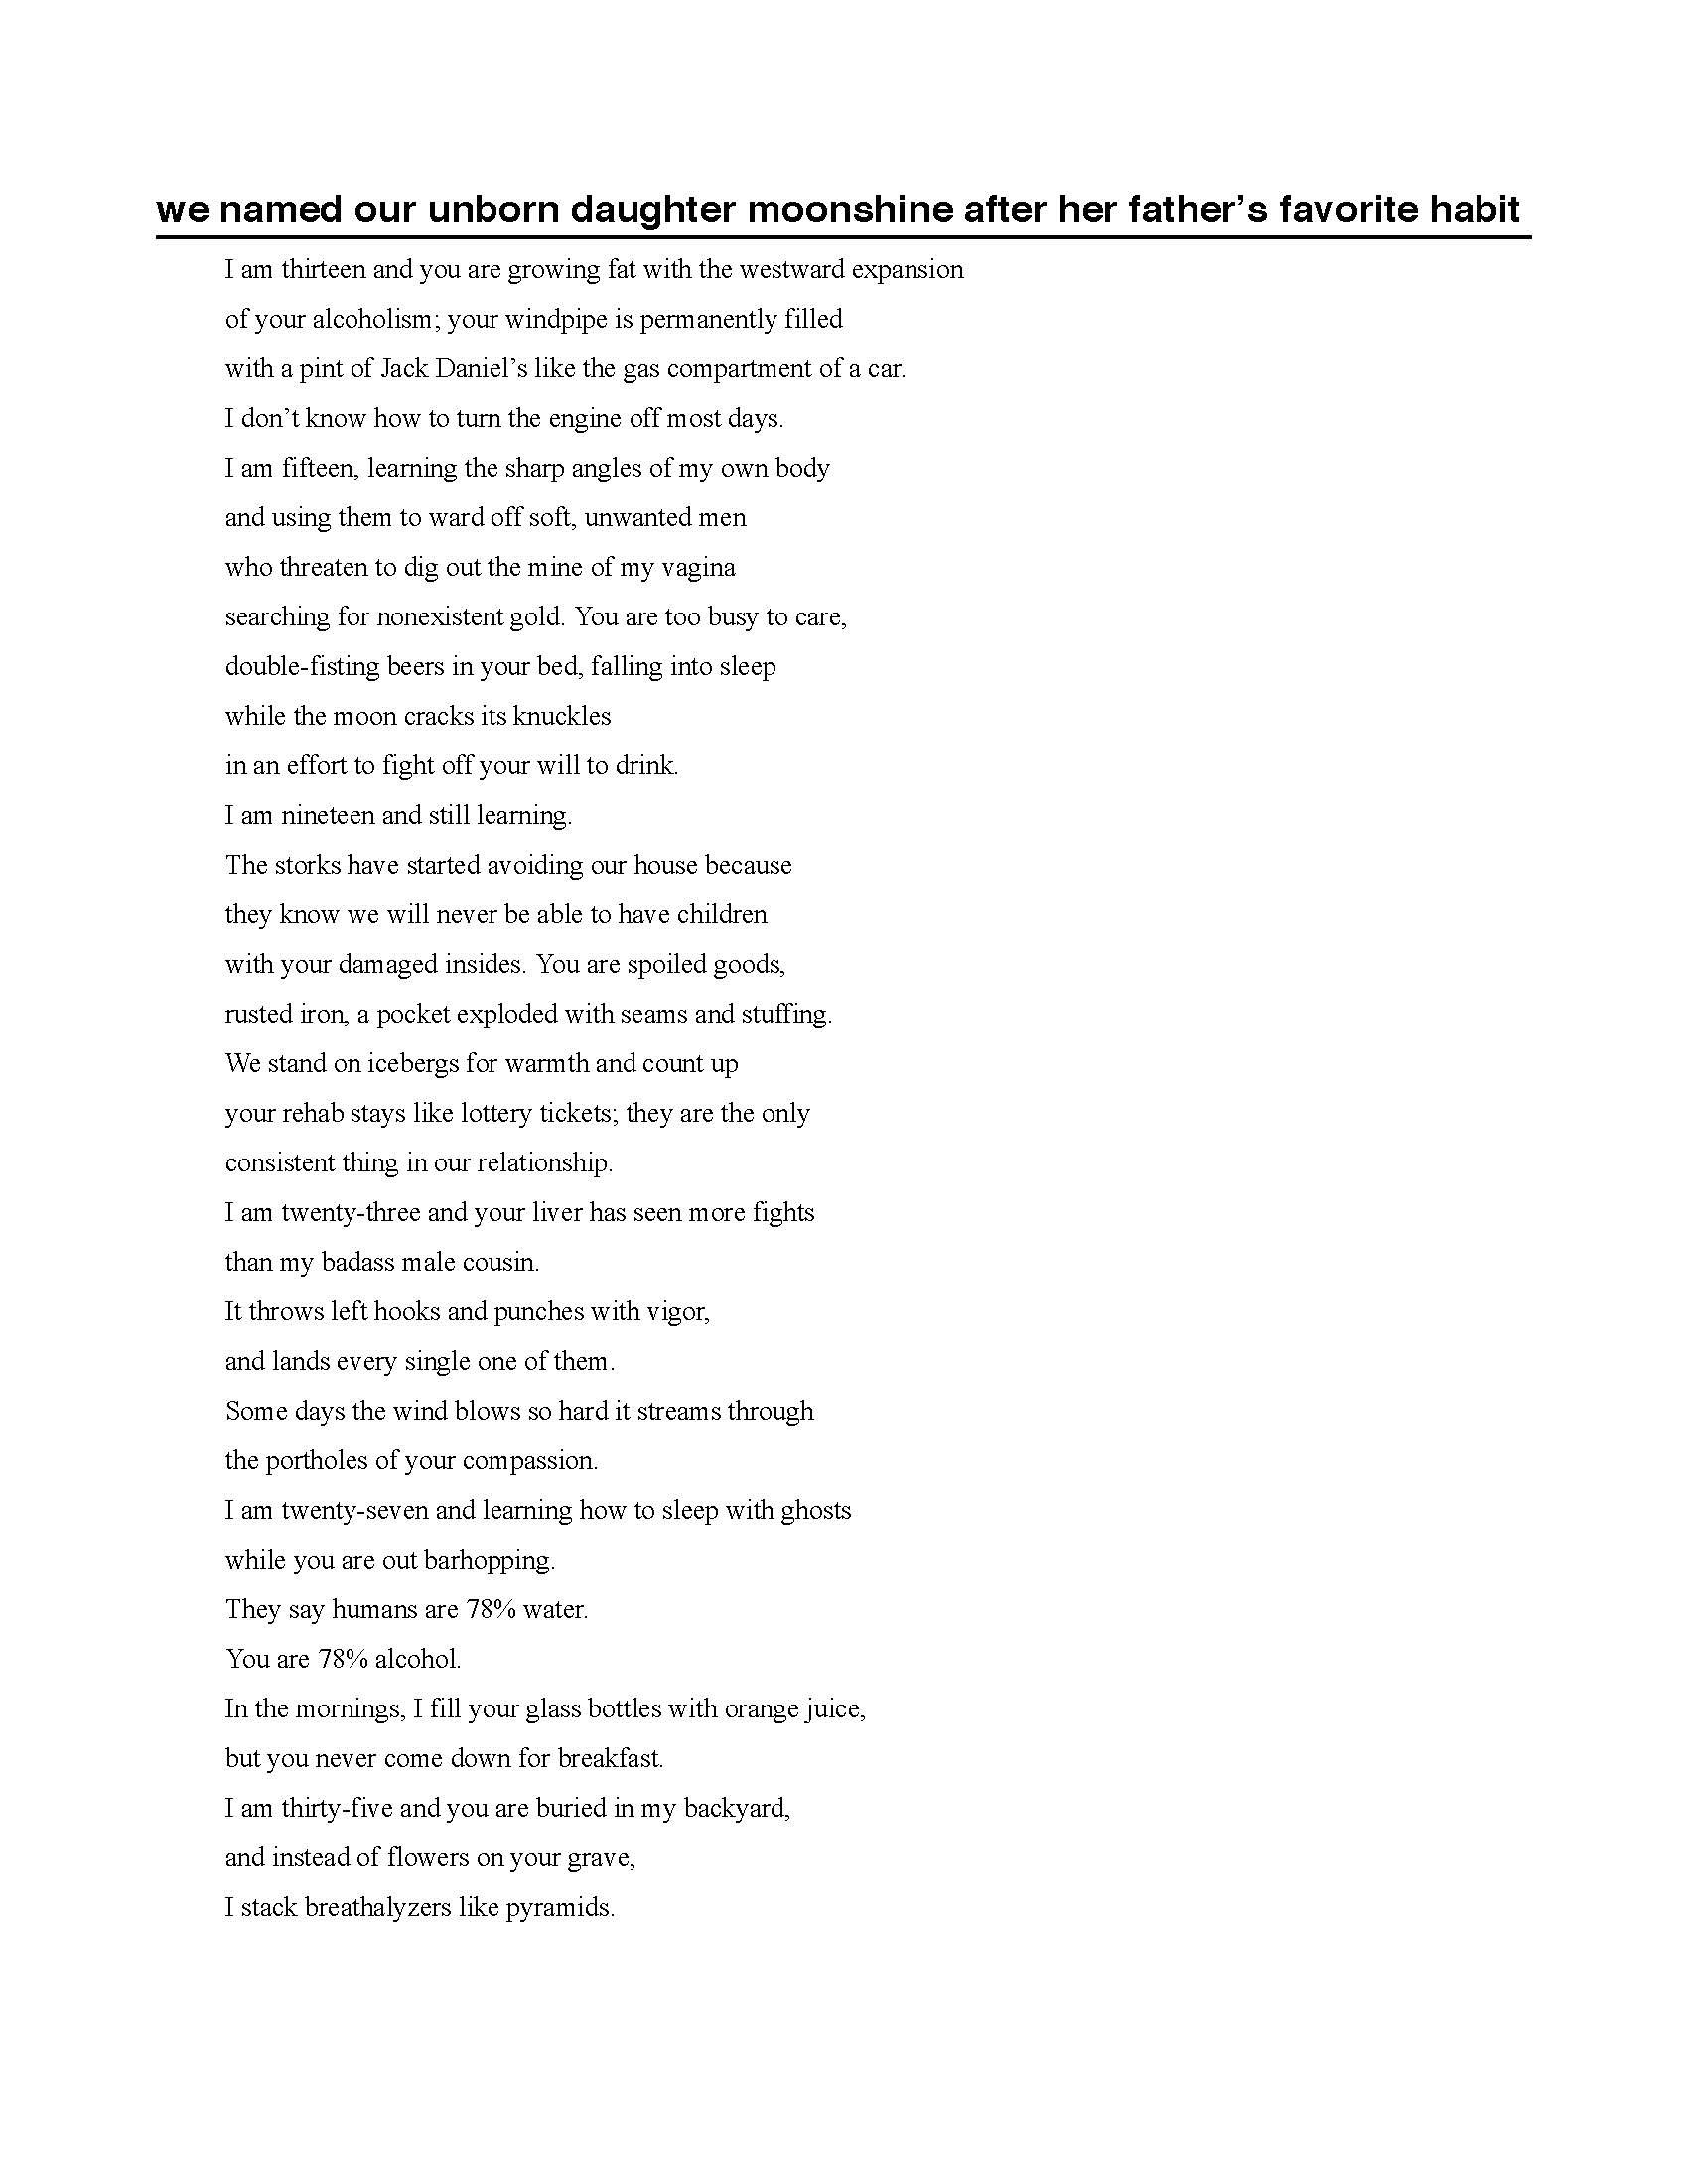 we named our unborn daughter moonshine after her father’s favorite habit
I am thirteen and you are growing fat with the westward expansion
of your alcoholism; your windpipe is permanently filled
with a pint of Jack Daniel’s like the gas compartment of a car.
I don’t know how to turn the engine off most days.
I am fifteen, learning the sharp angles of my own body
and using them to ward off soft, unwanted men
who threaten to dig out the mine of my vagina
searching for nonexistent gold. You are too busy to care,
double-fisting beers in your bed, falling into sleep
while the moon cracks its knuckles
in an effort to fight off your will to drink.
I am nineteen and still learning.
The storks have started avoiding our house because
they know we will never be able to have children
with your damaged insides. You are spoiled goods,
rusted iron, a pocket exploded with seams and stuffing.
We stand on icebergs for warmth and count up
your rehab stays like lottery tickets; they are the only
consistent thing in our relationship.
I am twenty-three and your liver has seen more fights
than my badass male cousin.
It throws left hooks and punches with vigor,
and lands every single one of them.
Some days the wind blows so hard it streams through
the portholes of your compassion.
I am twenty-seven and learning how to sleep with ghosts
while you are out barhopping.
They say humans are 78% water.
You are 78% alcohol.
In the mornings, I fill your glass bottles with orange juice,
but you never come down for breakfast.
I am thirty-five and you are buried in my backyard,
and instead of flowers on your grave,
I stack breathalyzers like pyramids.